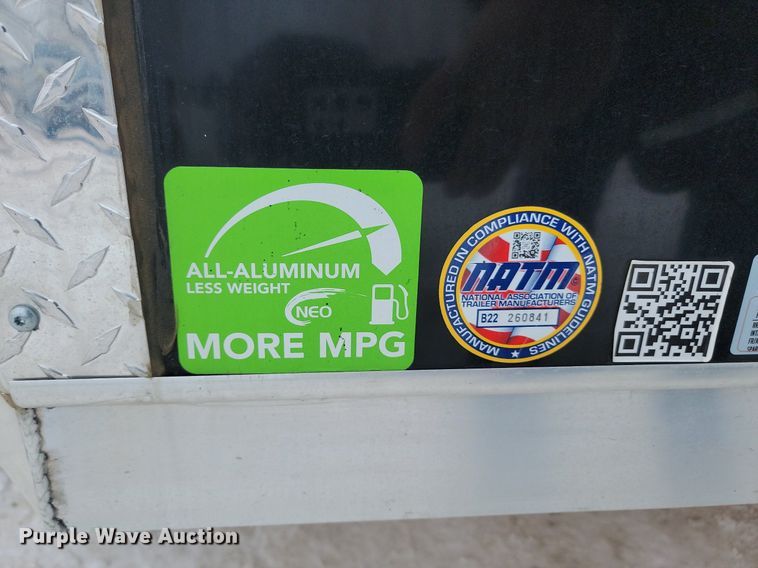 ALL-ALUMINUM
LESS WEIGHT
NEO
MORE MPG
MANUFACTURED IN COMPLIANCE WITH NATM GUIDELINES
NATM
NATIONAL ASSOCIATION OF
TRAILER MANUFACTURERS
B22 260841
Purple Wave Auction